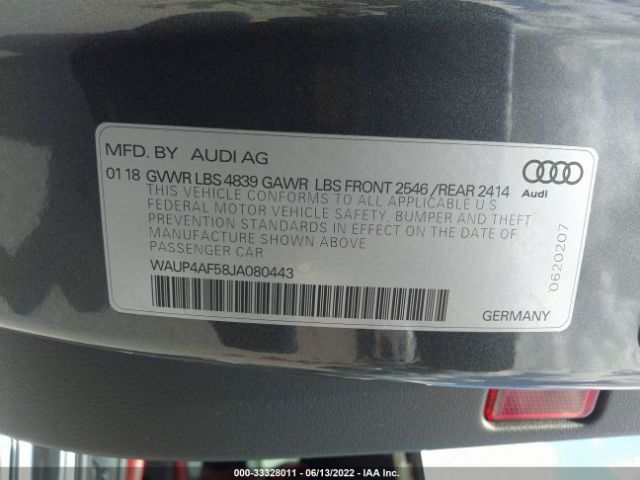 MFD. BY AUDI AG
01 18 GVWR LBS 4839 GAWR LBS FRONT 2546 /REAR 2414
THIS VEHICLE CONFORMS TO ALL APPLICABLE U S
FEDERAL MOTOR VEHICLE SAFETY, BUMPER AND THEFT
PREVENTION STANDARDS IN EFFECT ON THE DATE OF
MANUFACTURE SHOWN ABOVE
PASSENGER CAR
WAUP4AF58JA080443
GERMANY
Audi
0620207
000-33328011 - 06/13/2022 - IAA Inc.